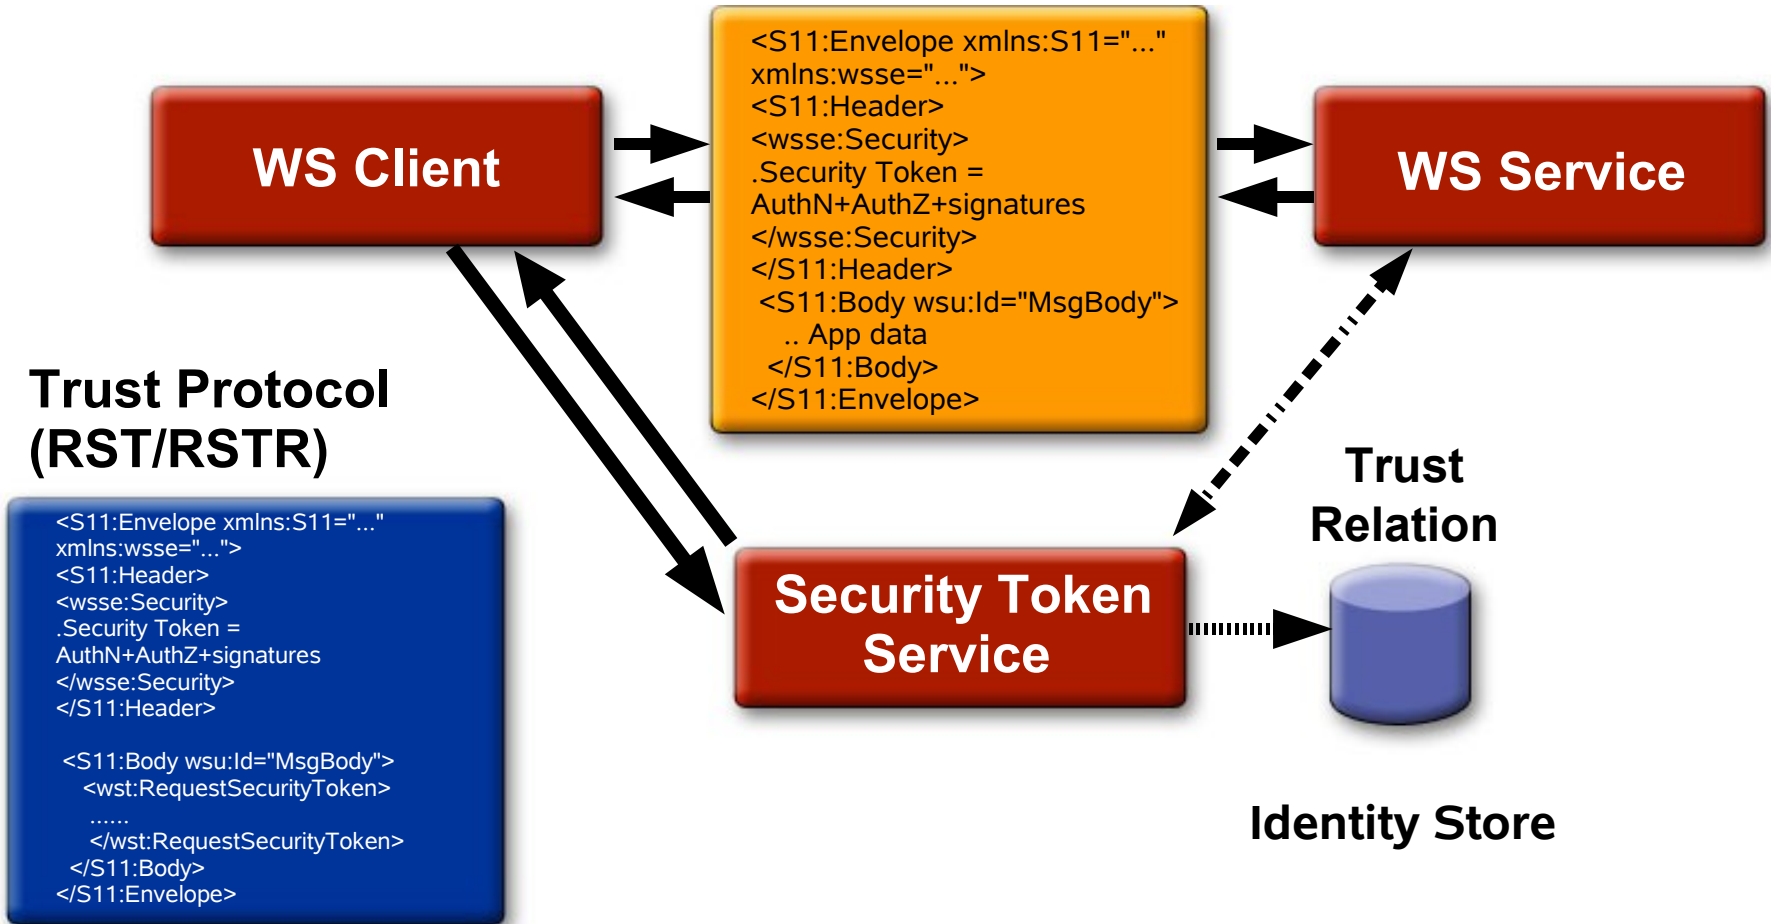 WS Client
<S11:Envelope xmlns:S11="..."
xmlns:wsse="...">
<S11:Header>
<wsse:Security>
.Security Token =
AuthN+AuthZ+signatures
</wsse:Security>
</S11:Header>
<S11:Body wsu:Id="MsgBody">
.. App data
</S11:Body>
</S11:Envelope>
WS Service
Trust Protocol
(RST/RSTR)
<S11:Envelope xmlns:S11="..."
xmlns:wsse="...">
<S11:Header>
<wsse:Security>
.Security Token =
AuthN+AuthZ+signatures
</wsse:Security>
</S11:Header>
<S11:Body wsu:Id="MsgBody">
<wst:RequestSecurityToken>
......
</wst:RequestSecurityToken>
</S11:Body>
</S11:Envelope>
Security Token
Service
Trust
Relation
Identity Store